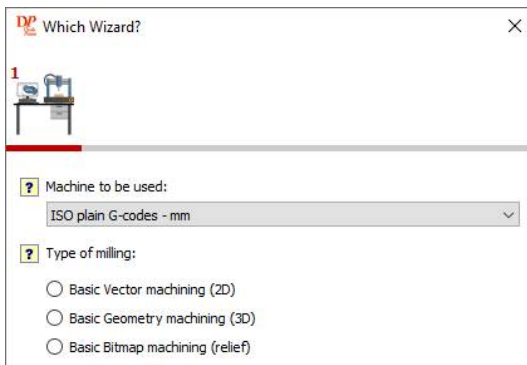 DP Which Wizard?
1
? Machine to be used:
ISO plain G-codes - mm
? Type of milling:
Basic Vector machining (2D)
Basic Geometry machining (3D)
Basic Bitmap machining (relief)